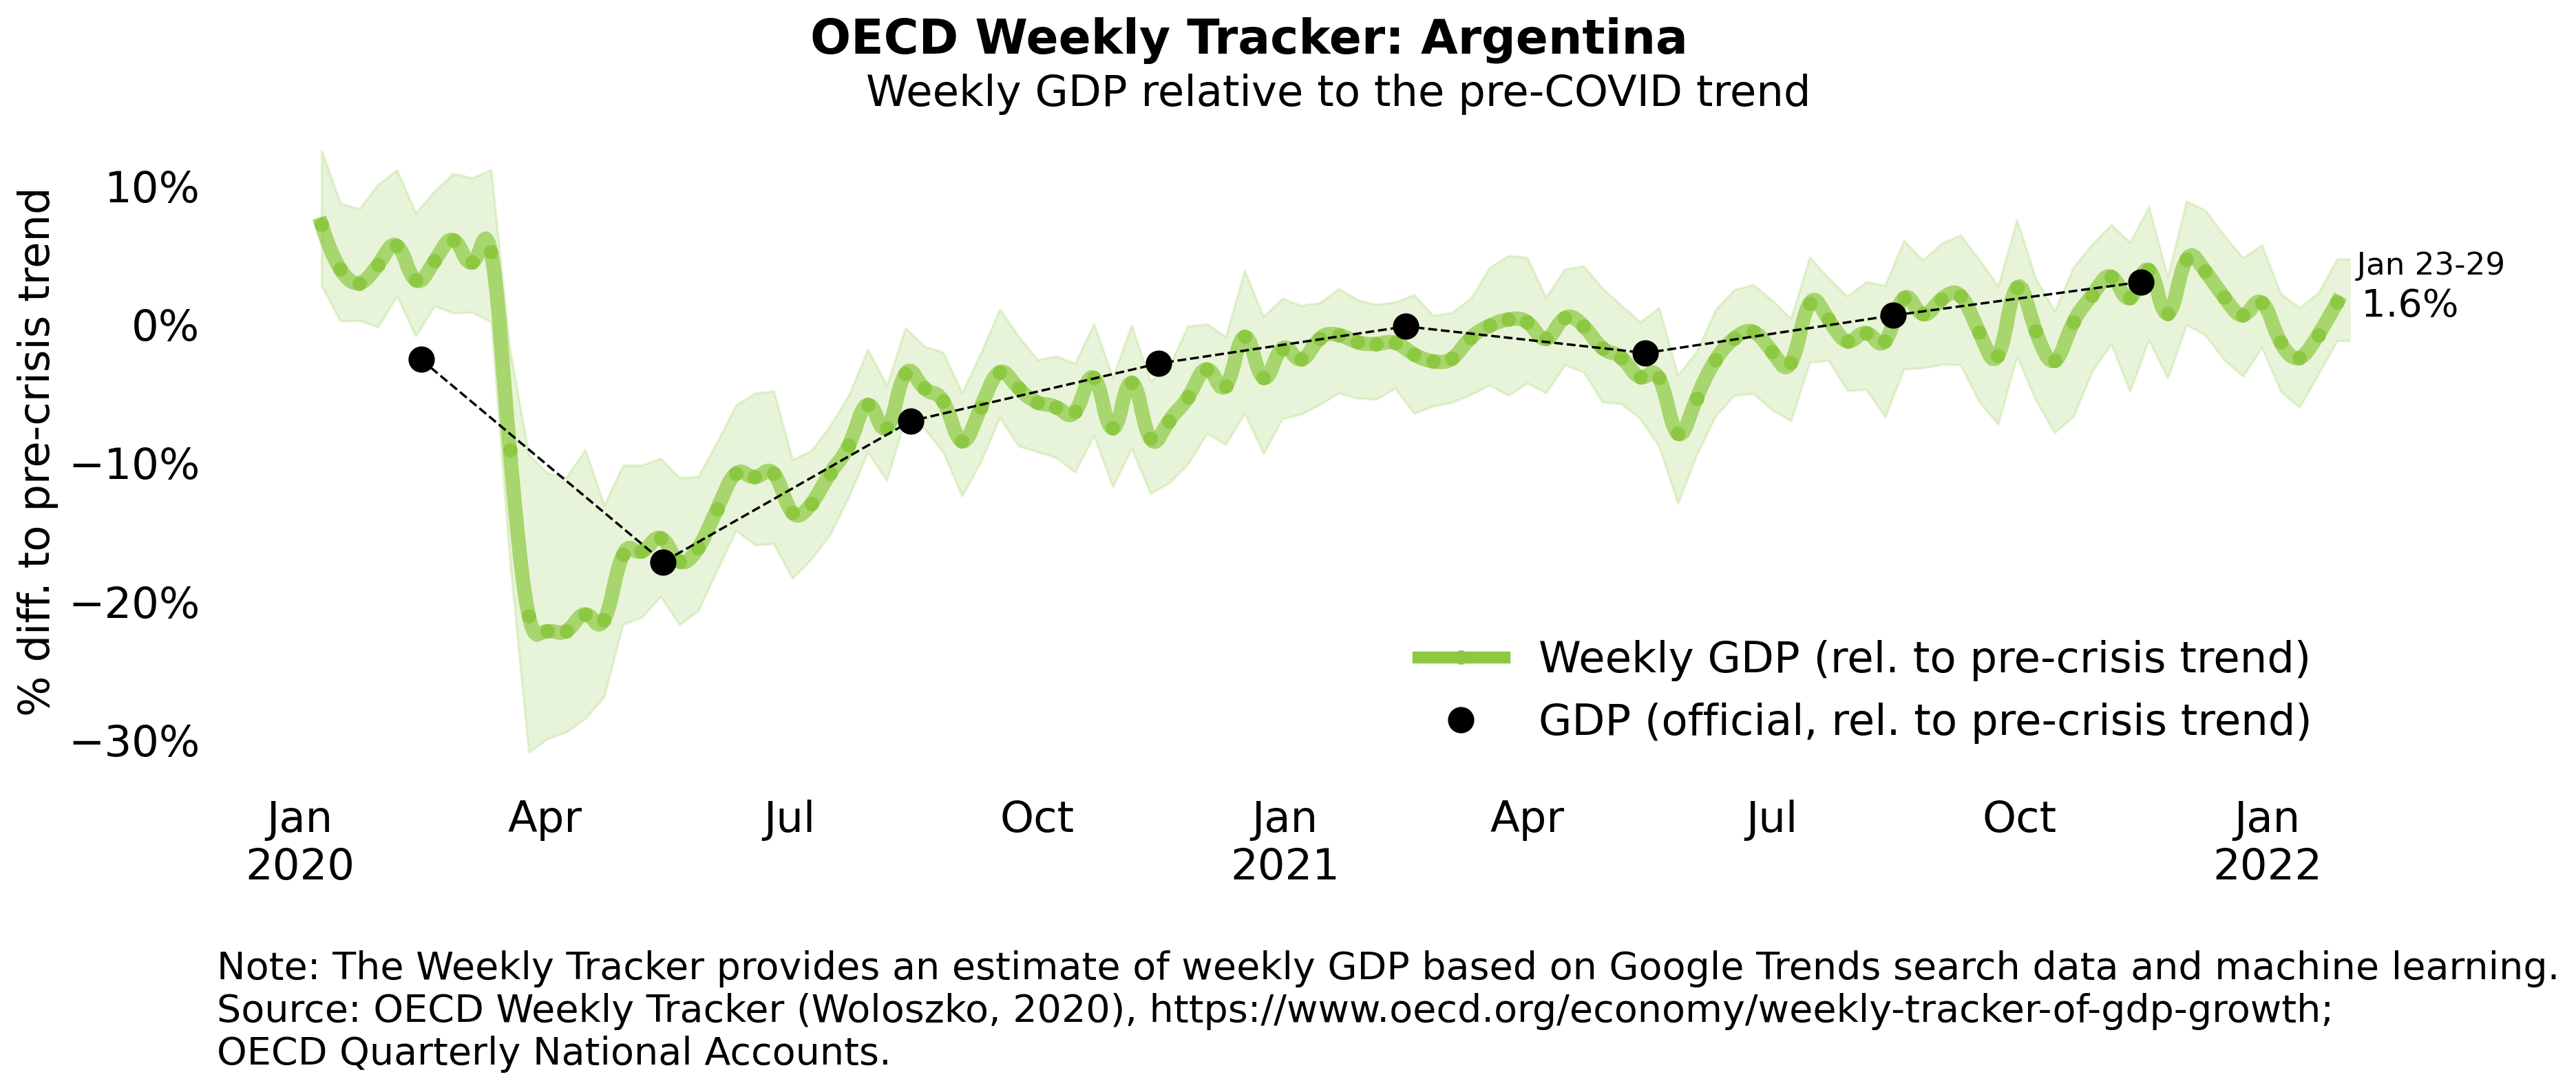 OECD Weekly Tracker: Argentina
Weekly GDP relative to the pre-COVID trend
% diff. to pre-crisis trend
10%
0%
−10%
−20%
−30%
Jan 23-29
1.6%
Weekly GDP (rel. to pre-crisis trend)
GDP (official, rel. to pre-crisis trend)
Jan Apr Jul Oct Jan Apr Jul Oct Jan
2020 2021 2022
Note: The Weekly Tracker provides an estimate of weekly GDP based on Google Trends search data and machine learning.
Source: OECD Weekly Tracker (Woloszko, 2020), https://www.oecd.org/economy/weekly-tracker-of-gdp-growth;
OECD Quarterly National Accounts.